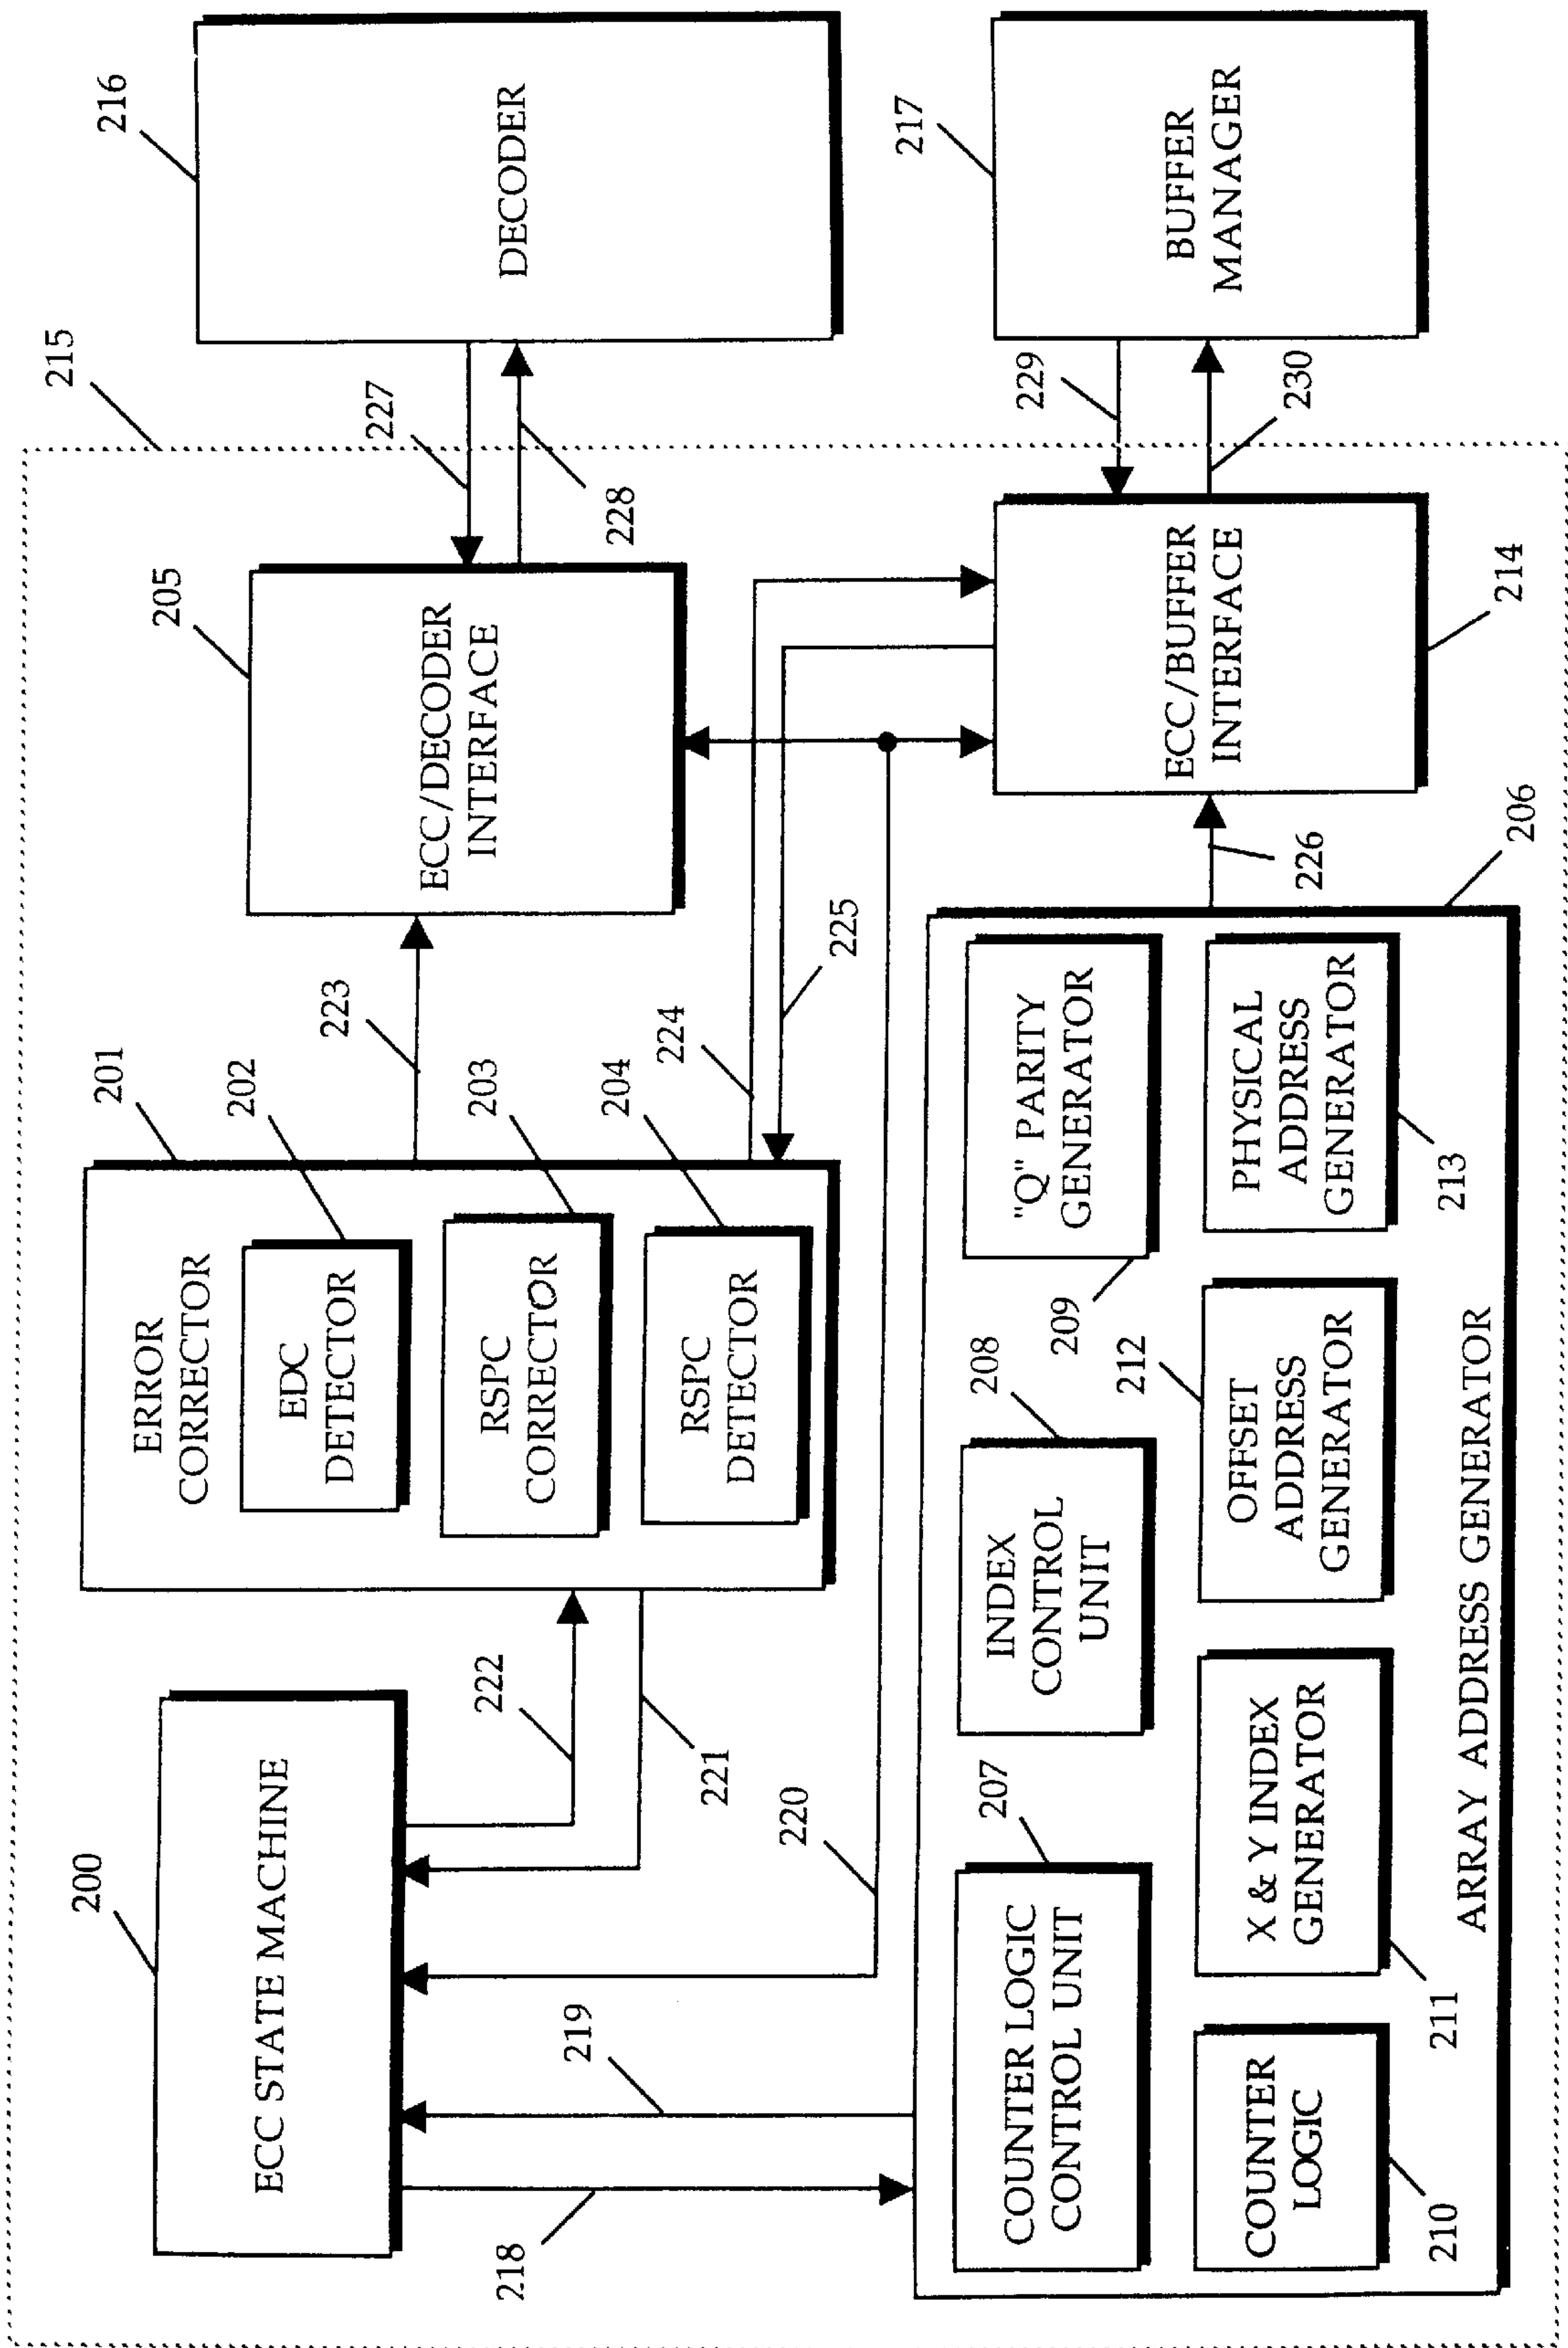 200
ECC STATE MACHINE
201
ERROR
CORRECTOR
202
EDC
DETECTOR
203
RSPC
CORRECTOR
204
RSPC
DETECTOR
205
ECC/DECODER
INTERFACE
215
216
DECODER
227
228
223
222
221
224
225
220
219
218
207
COUNTER LOGIC
CONTROL UNIT
208
INDEX
CONTROL
UNIT
209
"Q" PARITY
GENERATOR
210
COUNTER
LOGIC
211
X & Y INDEX
GENERATOR
212
OFFSET
ADDRESS
GENERATOR
213
PHYSICAL
ADDRESS
GENERATOR
ARRAY ADDRESS GENERATOR
206
226
ECC/BUFFER
INTERFACE
214
229
230
217
BUFFER
MANAGER